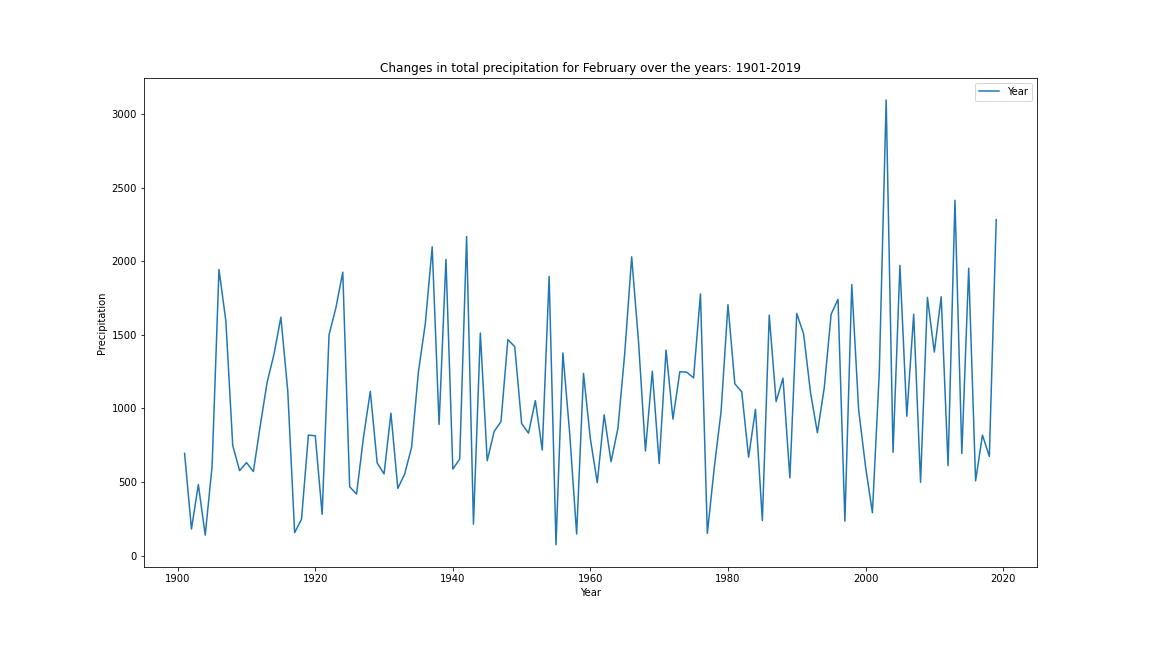 Changes in total precipitation for February over the years: 1901-2019
Year
3000
2500
2000
1500
1000
500
0
Precipitation
1900 1920 1940 1960 1980 2000 2020
Year